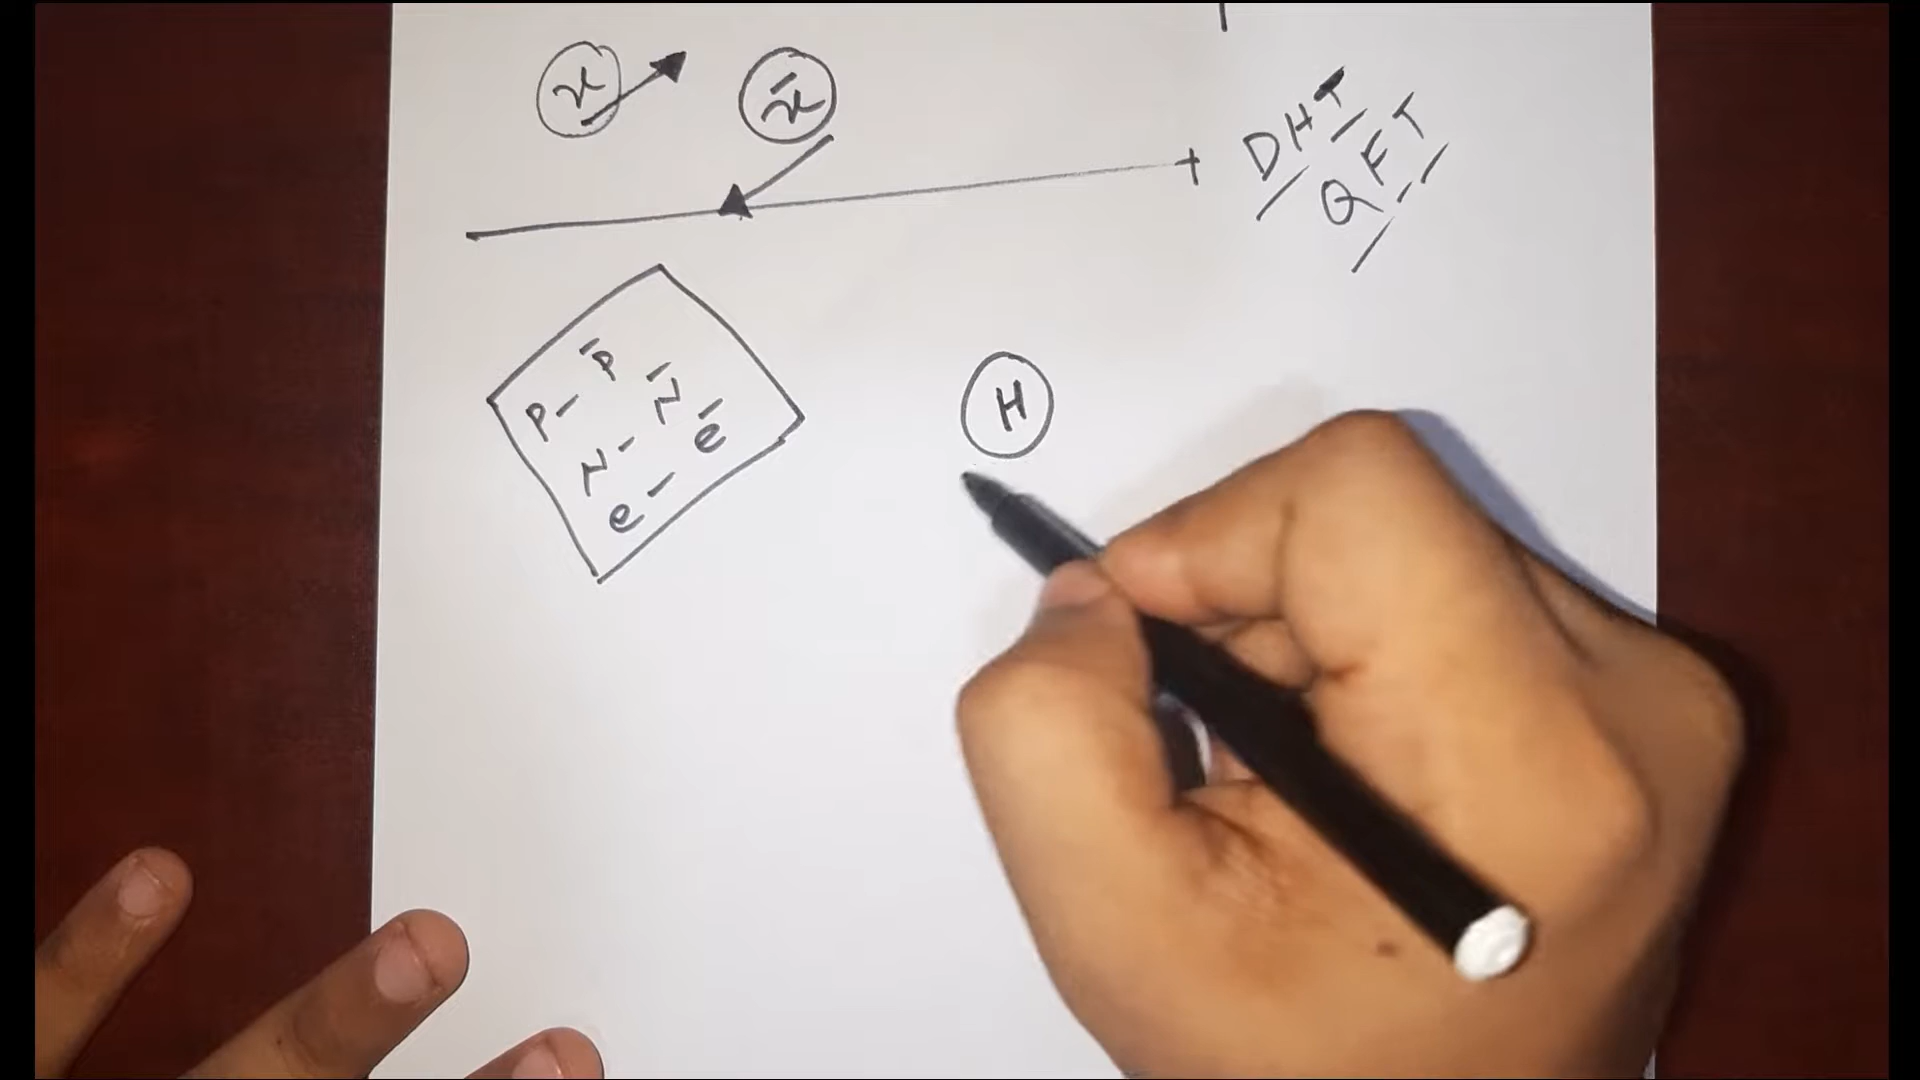 x x̄
DHT
QFT
P - P̄
N - N̄
e - ē
H